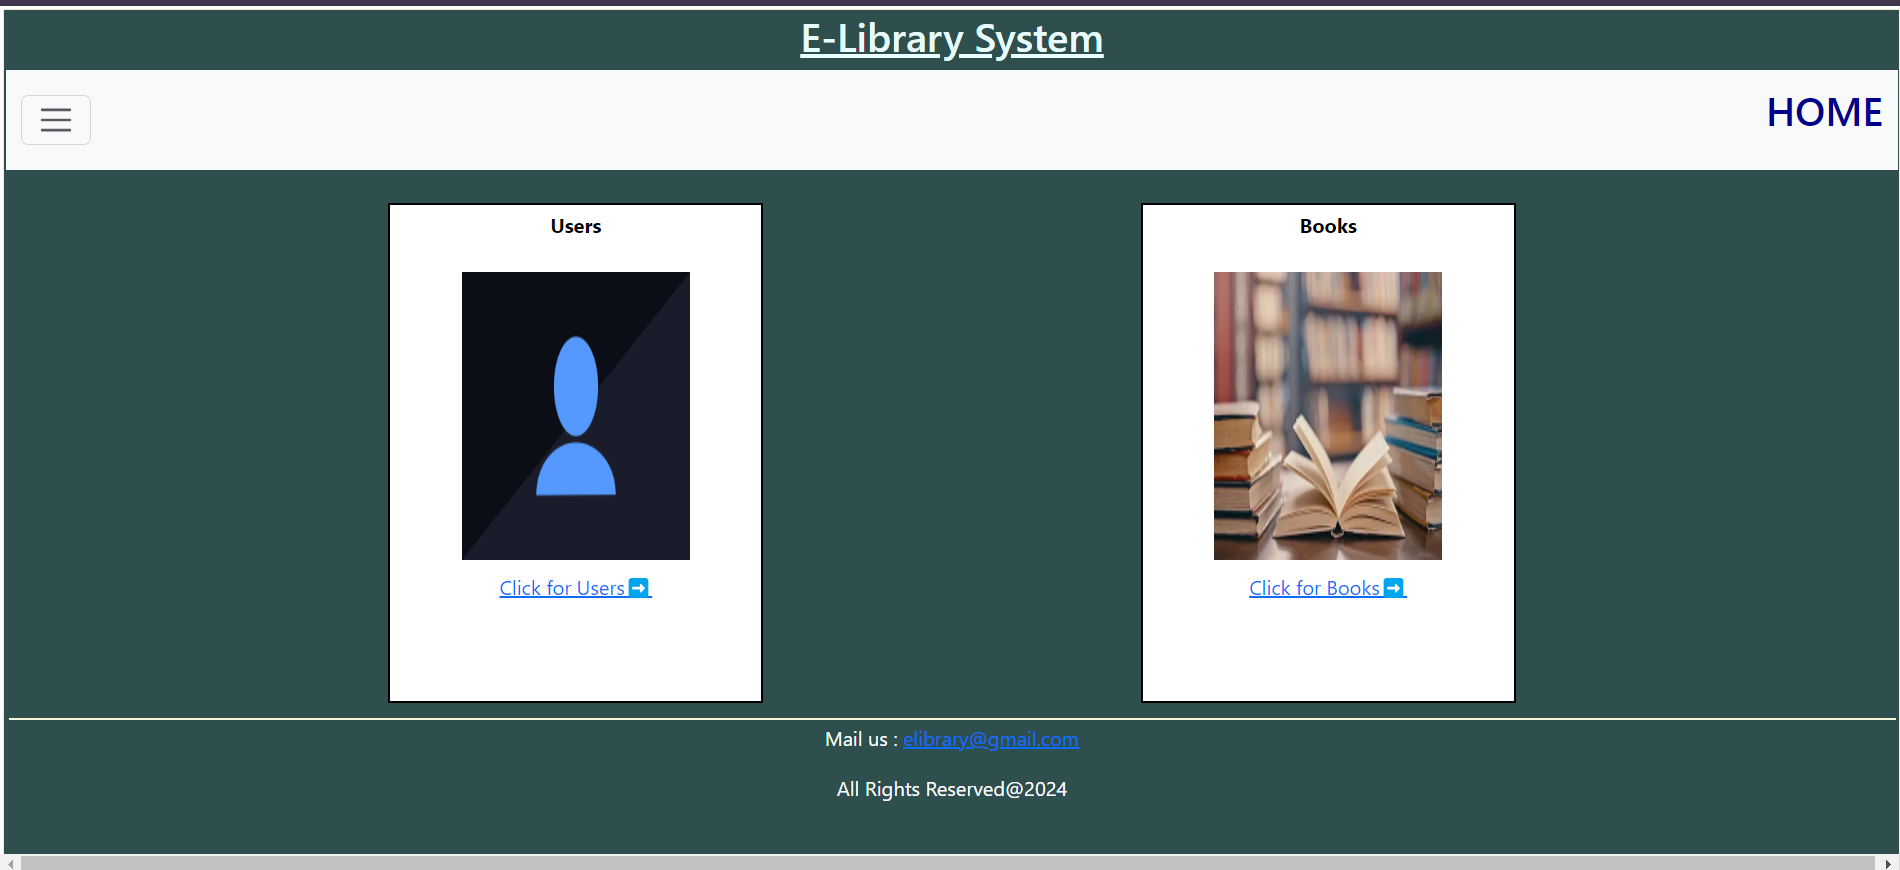 E-Library System
HOME
Users
Books
Click for Users➡
Click for Books➡
Mail us : elibrary@gmail.com
All Rights Reserved@2024